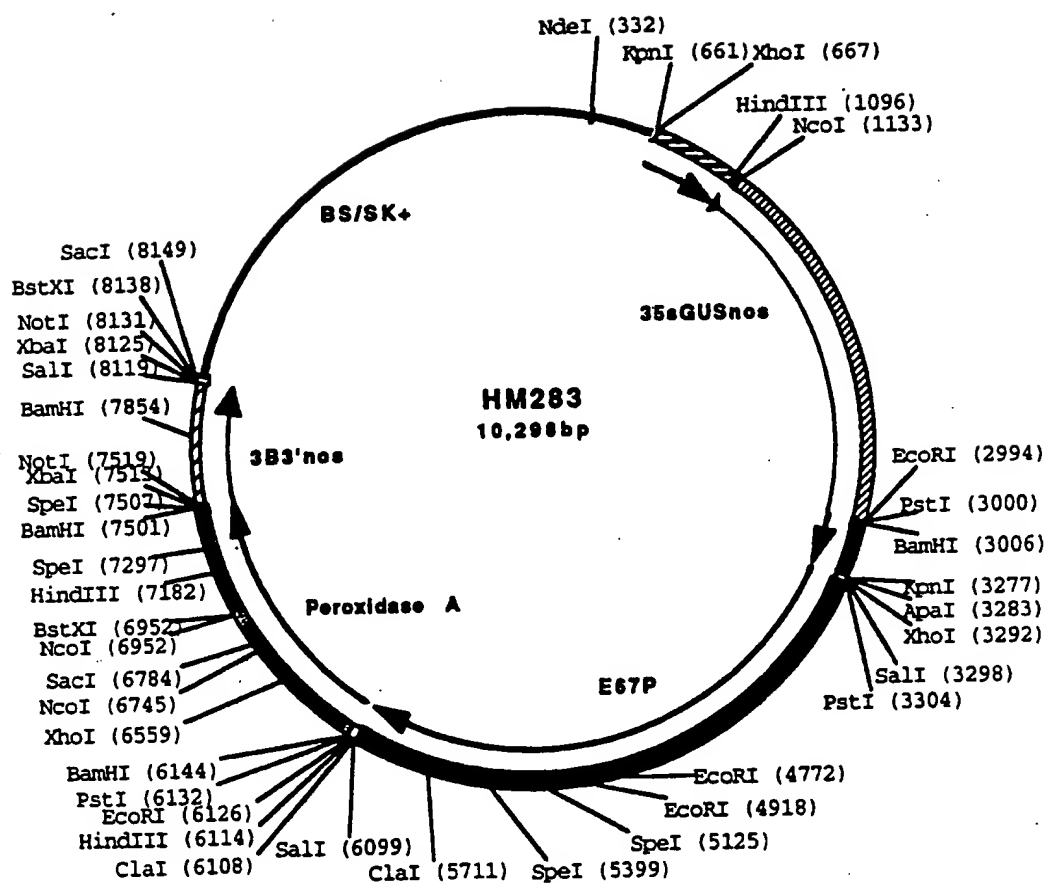 NdeI (332)
KpnI (661)
XhoI (667)
HindIII (1096)
NcoI (1133)
BS/SK+
SacI (8149)
BstXI (8138)
NotI (8131)
XbaI (8125)
SalI (8119)
BamHI (7854)
35sGUSnos
HM283
10,298bp
3B3'nos
NotI (7519)
XbaI (7513)
SpeI (7507)
BamHI (7501)
SpeI (7297)
HindIII (7182)
BstXI (6952)
NcoI (6952)
SacI (6784)
NcoI (6745)
XhoI (6559)
Peroxidase A
E67P
EcoRI (2994)
PstI (3000)
BamHI (3006)
KpnI (3277)
ApaI (3283)
XhoI (3292)
SalI (3298)
PstI (3304)
BamHI (6144)
PstI (6132)
EcoRI (6126)
HindIII (6114)
ClaI (6108)
SalI (6099)
ClaI (5711)
SpeI (5399)
SpeI (5125)
EcoRI (4918)
EcoRI (4772)